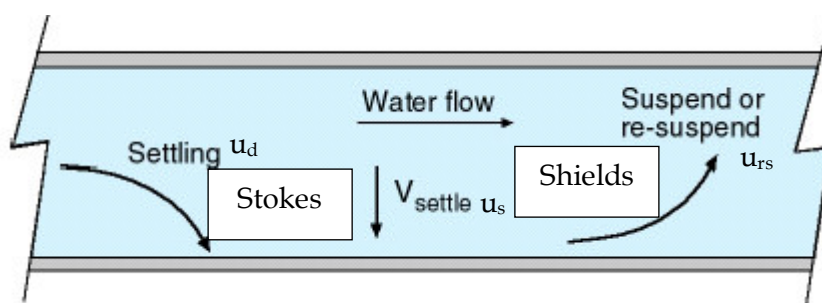 Water flow
Suspend or
re-suspend
u_rs
Settling u_d
Stokes
V_settle u_s
Shields